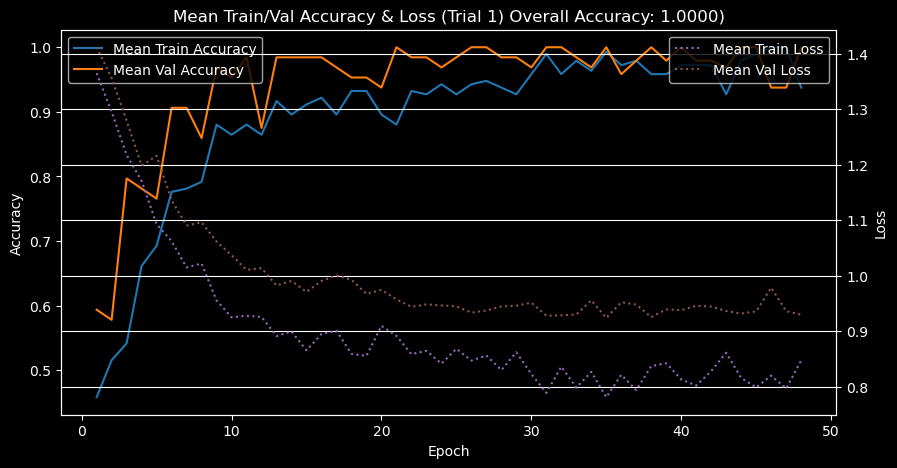 Mean Train/Val Accuracy & Loss (Trial 1) Overall Accuracy: 1.0000)
Mean Train Accuracy
Mean Val Accuracy
Mean Train Loss
Mean Val Loss
1.0
0.9
0.8
0.7
0.6
0.5
Accuracy
1.4
1.3
1.2
1.1
1.0
0.9
0.8
Loss
0
10
20
30
40
50
Epoch